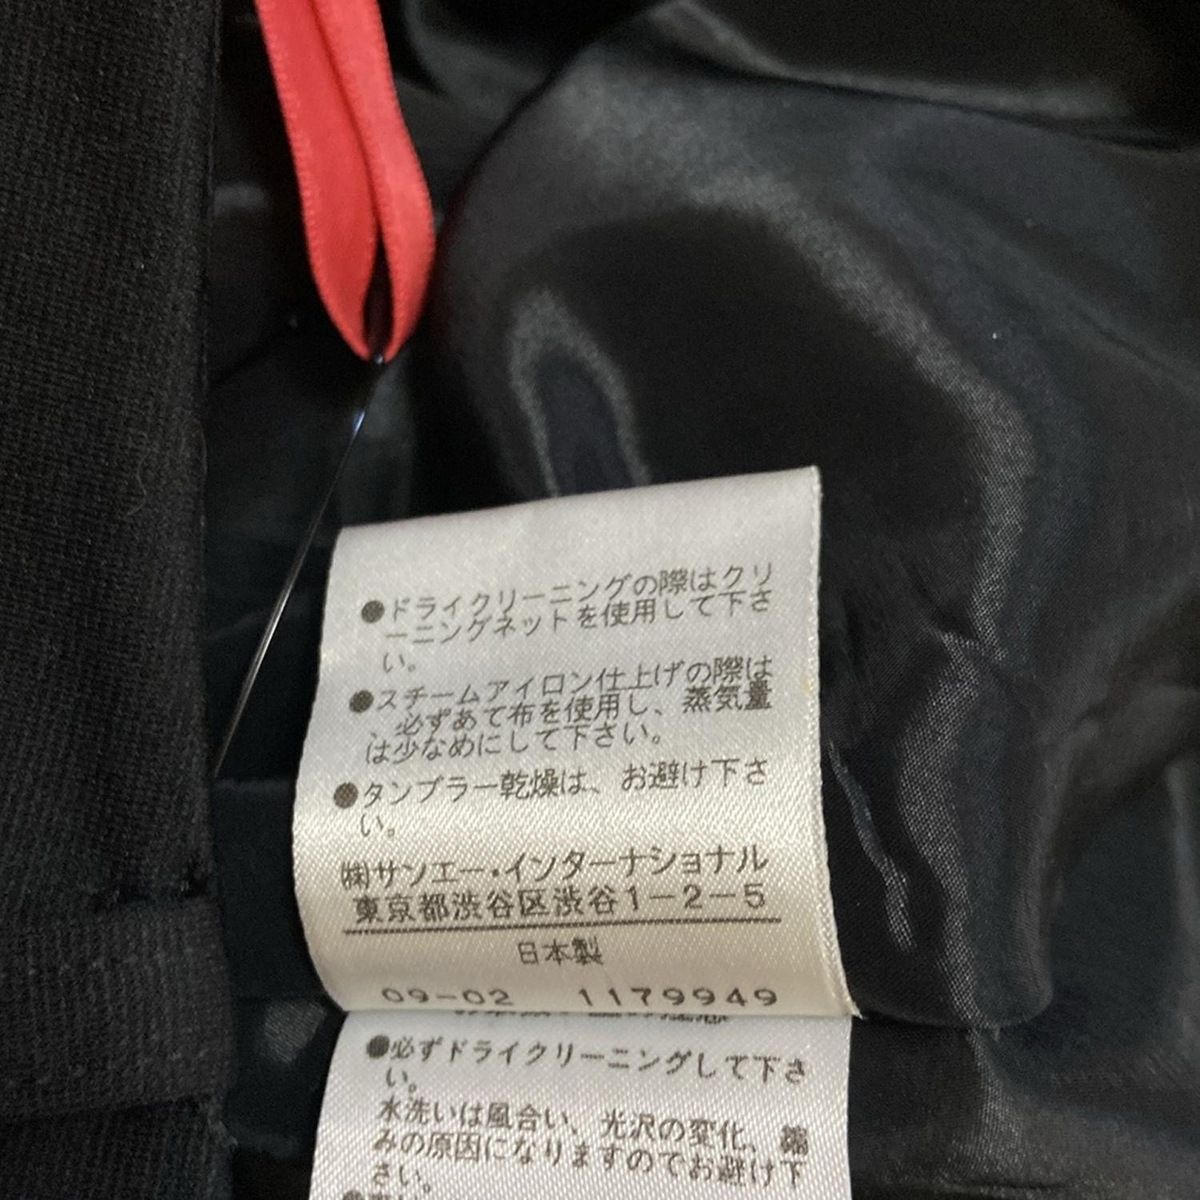 ●ドライクリーニングの際はクリ
ーニングネットを使用して下さ
い。
●スチームアイロン仕上げの際は
、必ずあて布を使用し、蒸気量
は少なめにして下さい。
●タンブラー乾燥は、お避け下さ
い。
㈱サンエー・インターナショナル
東京都渋谷区渋谷1-2-5
日本製
09-02 1179949
●必ずドライクリーニングして下さ
い。
水洗いは風合い、光沢の変化、縮
みの原因になりますのでお避け下
さい。